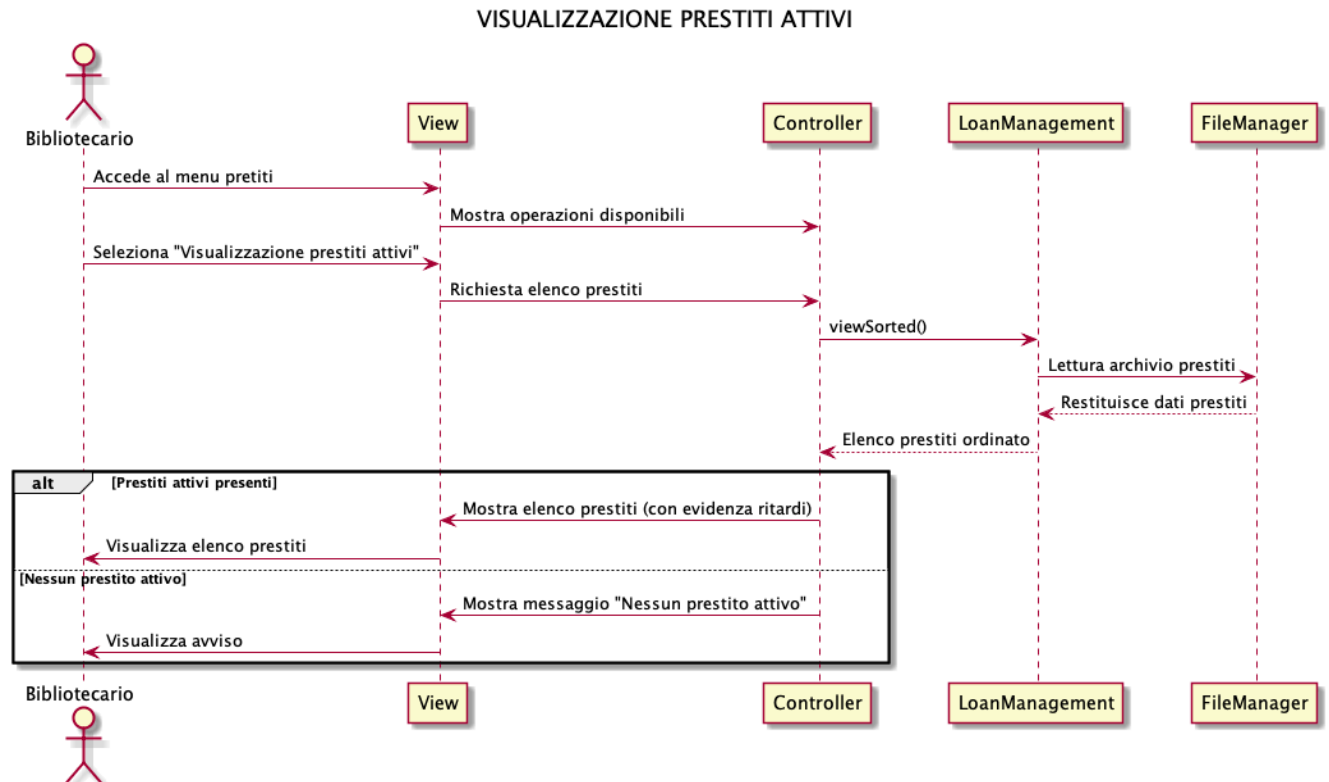 VISUALIZZAZIONE PRESTITI ATTIVI
Bibliotecario
View
Controller
LoanManagement
FileManager
Accede al menu pretiti
Mostra operazioni disponibili
Seleziona "Visualizzazione prestiti attivi"
Richiesta elenco prestiti
viewSorted()
Lettura archivio prestiti
Restituisce dati prestiti
Elenco prestiti ordinato
alt
[Prestiti attivi presenti]
Mostra elenco prestiti (con evidenza ritardi)
Visualizza elenco prestiti
[Nessun prestito attivo]
Mostra messaggio "Nessun prestito attivo"
Visualizza avviso
Bibliotecario
View
Controller
LoanManagement
FileManager